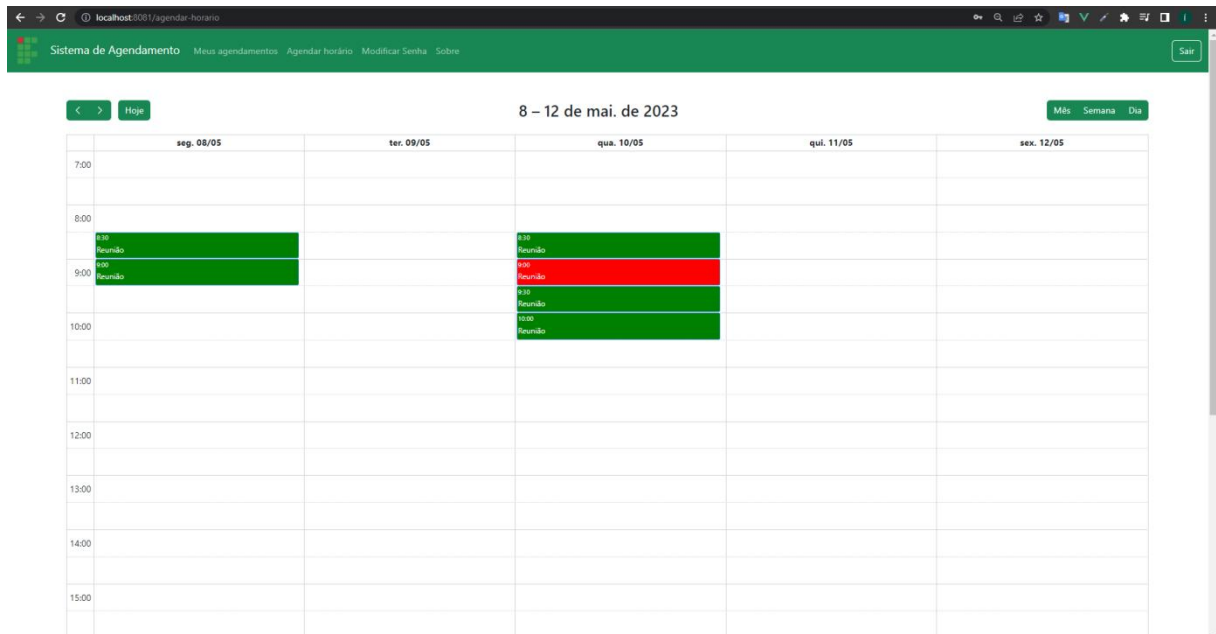 localhost:8081/agendar-horario
Sistema de Agendamento Meus agendamentos Agendar horário Modificar Senha Sobre Sair
Hoje 8 – 12 de mai. de 2023 Mês Semana Dia
seg. 08/05 ter. 09/05 qua. 10/05 qui. 11/05 sex. 12/05
7:00
8:00
8:30 8:30
Reunião Reunião
9:00 9:00 9:00
Reunião Reunião
9:30
Reunião
10:00 10:00
Reunião
11:00
12:00
13:00
14:00
15:00